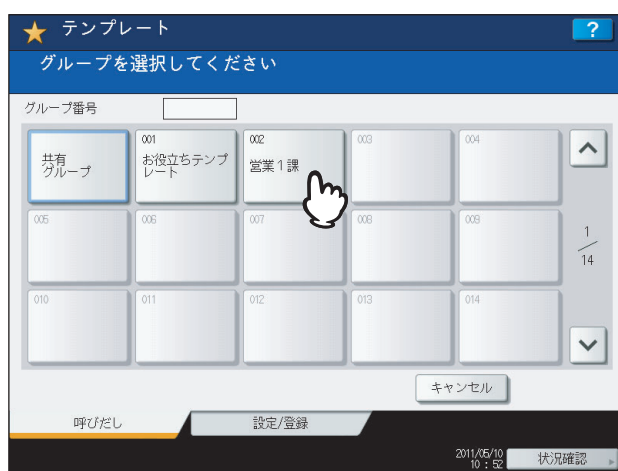 テンプレート
?
グループを選択してください
グループ番号
共有
グループ
001
お役立ちテンプ
レート
002
営業1課
003
004
005
006
007
008
009
1
14
010
011
012
013
014
キャンセル
呼びだし
設定/登録
2011/05/10
10:52
状況確認